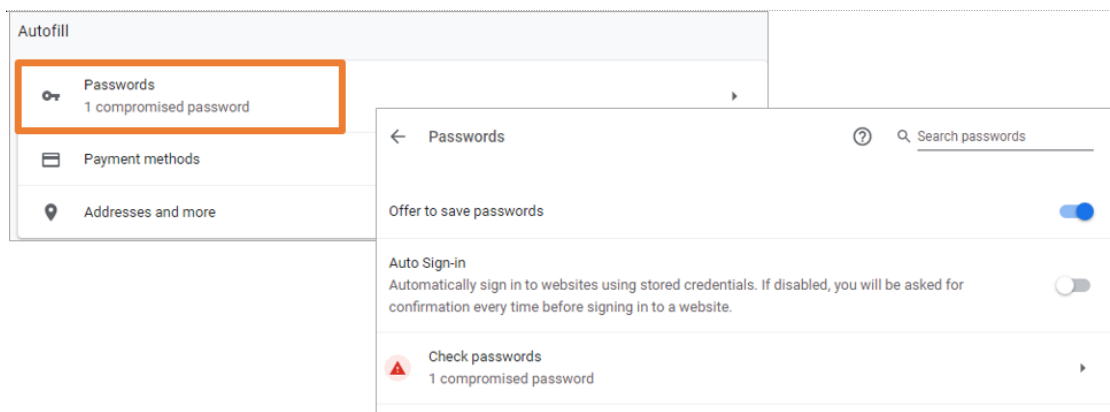 Autofill
Passwords
1 compromised password
Payment methods
Addresses and more
Passwords
Search passwords
Offer to save passwords
Auto Sign-in
Automatically sign in to websites using stored credentials. If disabled, you will be asked for
confirmation every time before signing in to a website.
Check passwords
1 compromised password